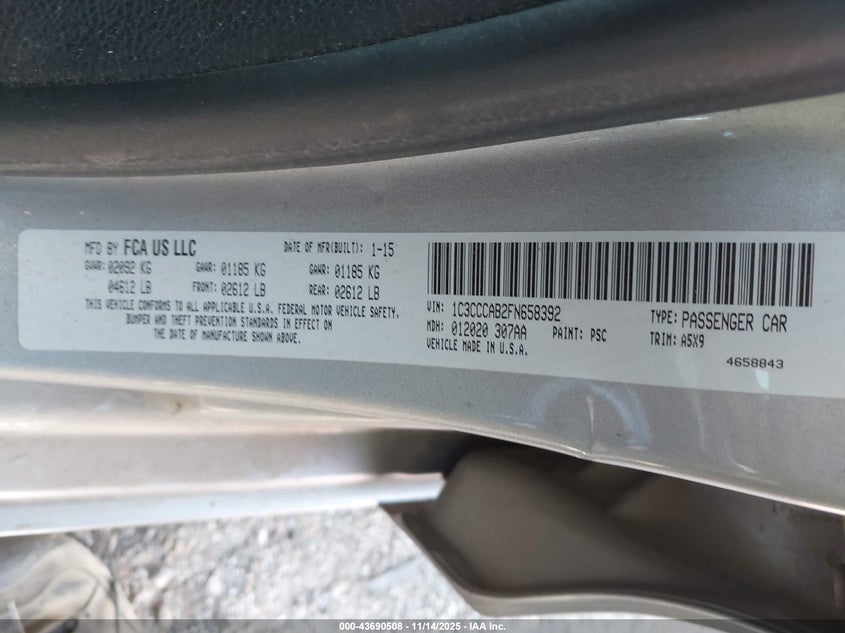 MFD BY FCA US LLC DATE OF MFR(BUILT): 1-15
GVWR: 02092 KG GAWR: 01185 KG GAWR: 01185 KG
04612 LB FRONT: 02612 LB REAR: 02612 LB
THIS VEHICLE CONFORMS TO ALL APPLICABLE U.S.A. FEDERAL MOTOR VEHICLE SAFETY,
BUMPER AND THEFT PREVENTION STANDARDS IN EFFECT ON
THE DATE OF MANUFACTURE SHOWN ABOVE.
VIN: 1C3CCCAB2FN658392 TYPE: PASSENGER CAR
MDH: 012020 307AA PAINT: PSC TRIM: A5X9
VEHICLE MADE IN U.S.A.
4658843
000-43690508 - 11/14/2025 - IAA Inc.